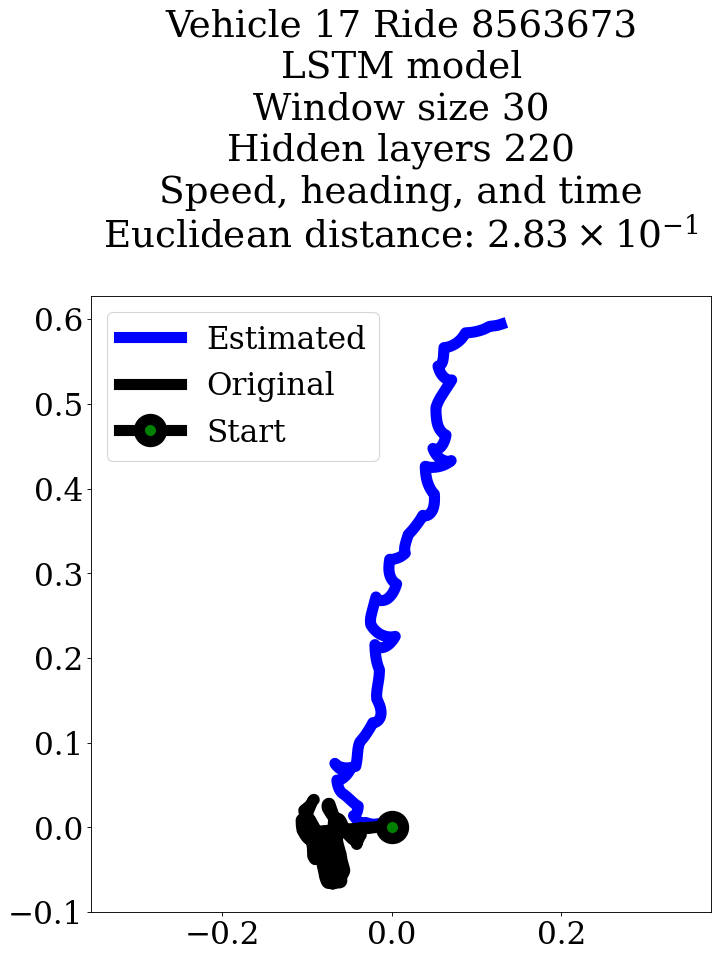 Vehicle 17 Ride 8563673
LSTM model
Window size 30
Hidden layers 220
Speed, heading, and time
Euclidean distance: 2.83 × 10⁻¹
Estimated
Original
Start
0.6
0.5
0.4
0.3
0.2
0.1
0.0
−0.1
−0.2
0.0
0.2